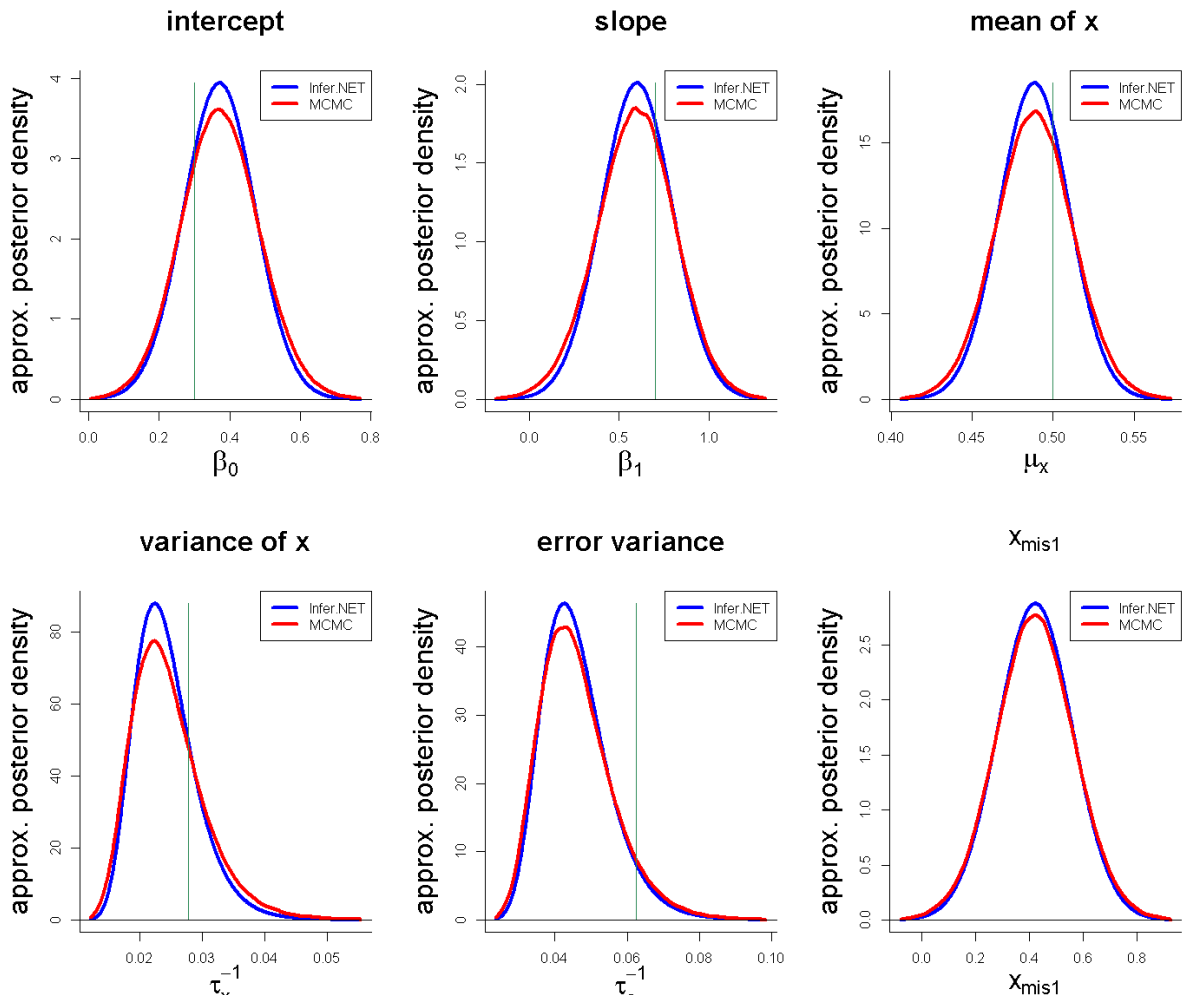 intercept
approx. posterior density
4
3
2
1
0
Infer.NET
MCMC
0.0 0.2 0.4 0.6 0.8
β0
slope
approx. posterior density
2.0
1.5
1.0
0.5
0.0
Infer.NET
MCMC
0.0 0.5 1.0
β1
mean of x
approx. posterior density
15
10
5
0
Infer.NET
MCMC
0.40 0.45 0.50 0.55
μx
variance of x
approx. posterior density
80
60
40
20
0
Infer.NET
MCMC
0.02 0.03 0.04 0.05
τx−1
error variance
approx. posterior density
40
30
20
10
0
Infer.NET
MCMC
0.04 0.06 0.08 0.10
τ −1
xmis1
approx. posterior density
2.5
2.0
1.5
1.0
0.5
0.0
Infer.NET
MCMC
0.0 0.2 0.4 0.6 0.8
xmis1